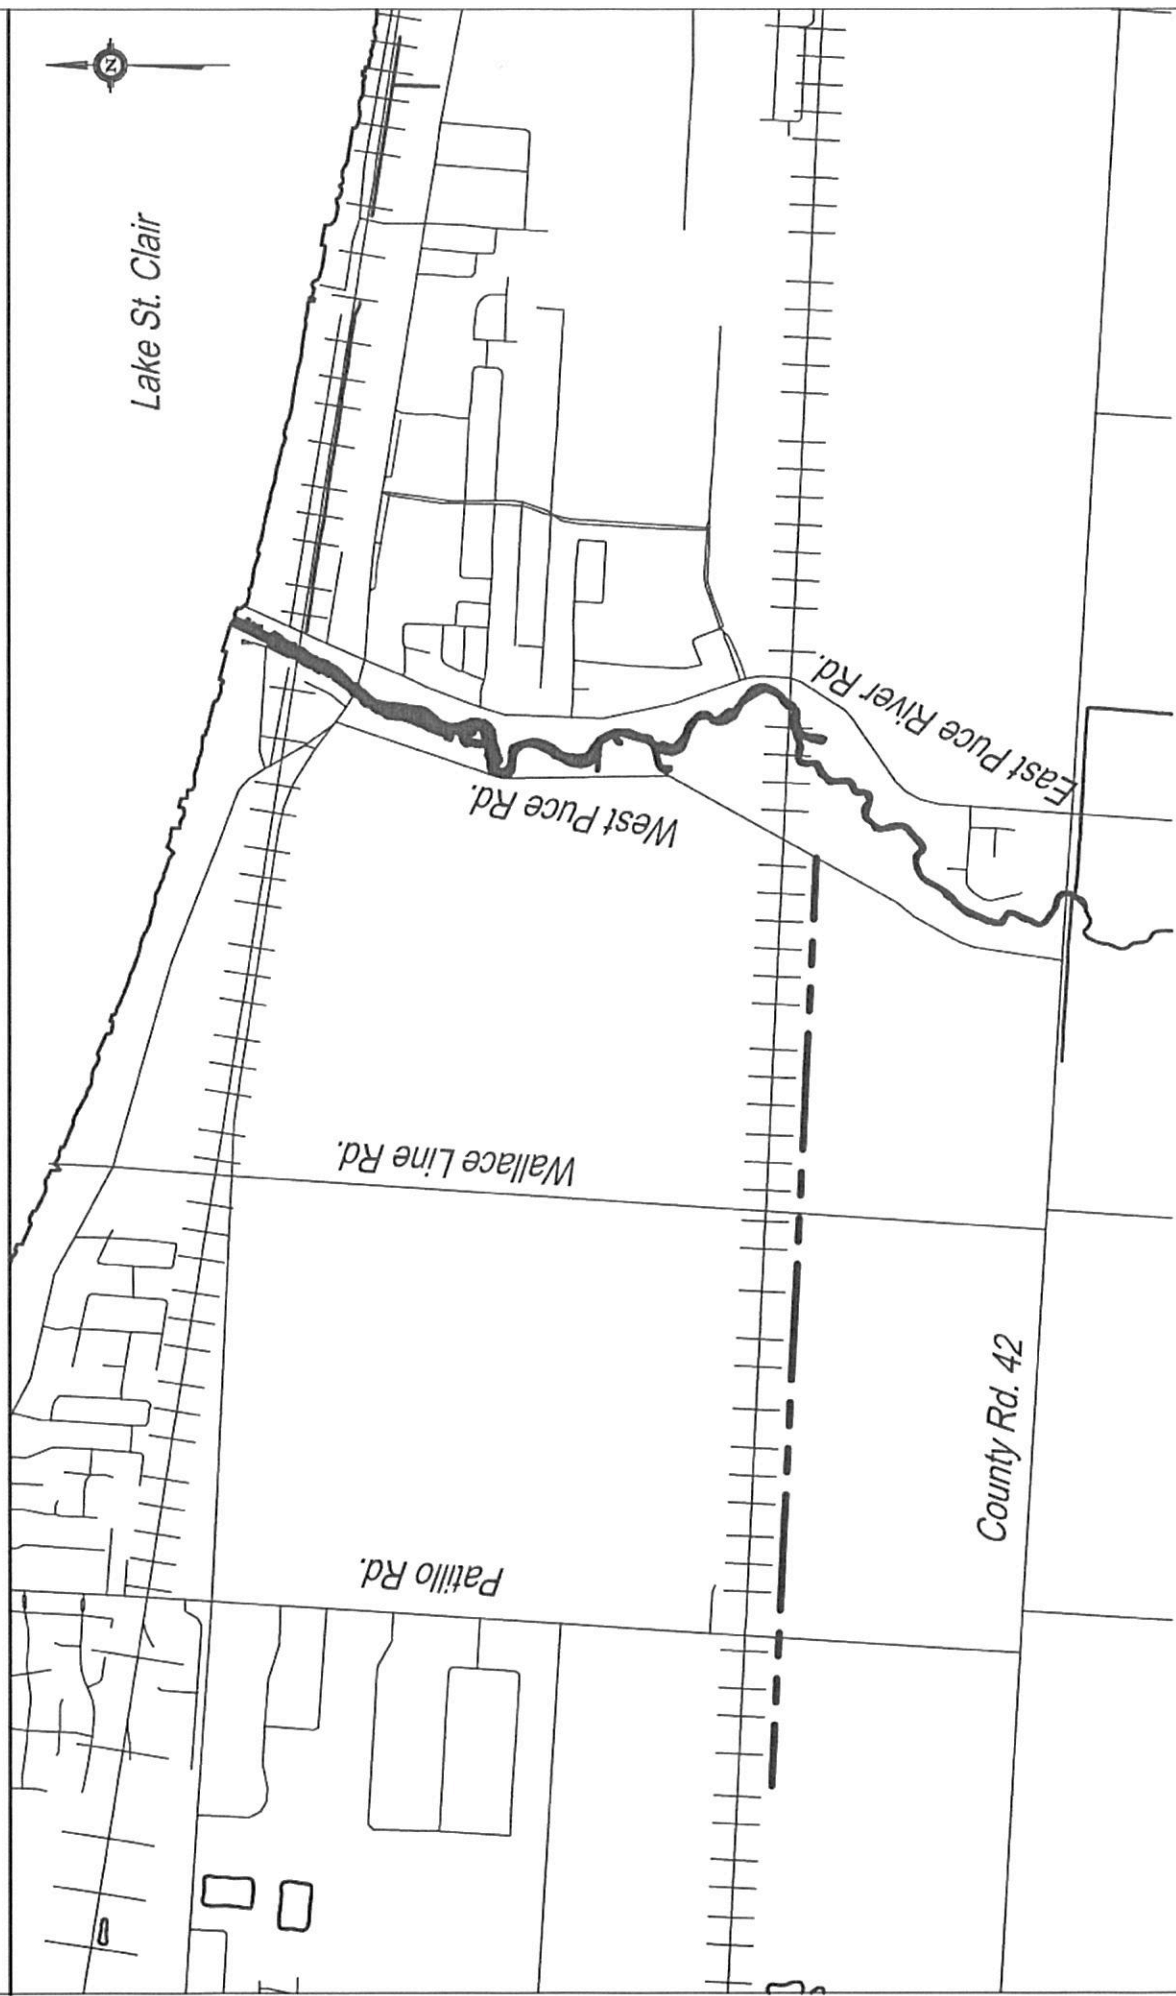 N
Lake St. Clair
East Puce River Rd.
West Puce Rd.
Wallace Line Rd.
County Rd. 42
Patillo Rd.